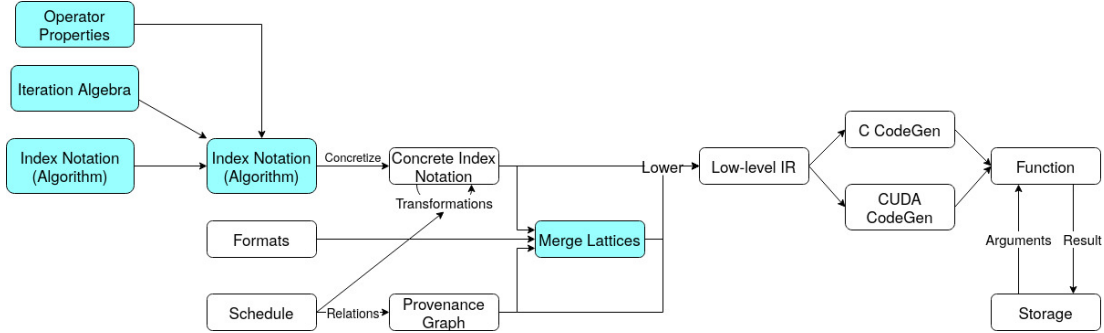 Operator
Properties
Iteration Algebra
Index Notation
(Algorithm)
Index Notation
(Algorithm)
Concretize
Concrete Index
Notation
Transformations
Formats
Schedule
Relations
Provenance
Graph
Merge Lattices
Lower
Low-level IR
C CodeGen
CUDA
CodeGen
Function
Arguments
Result
Storage